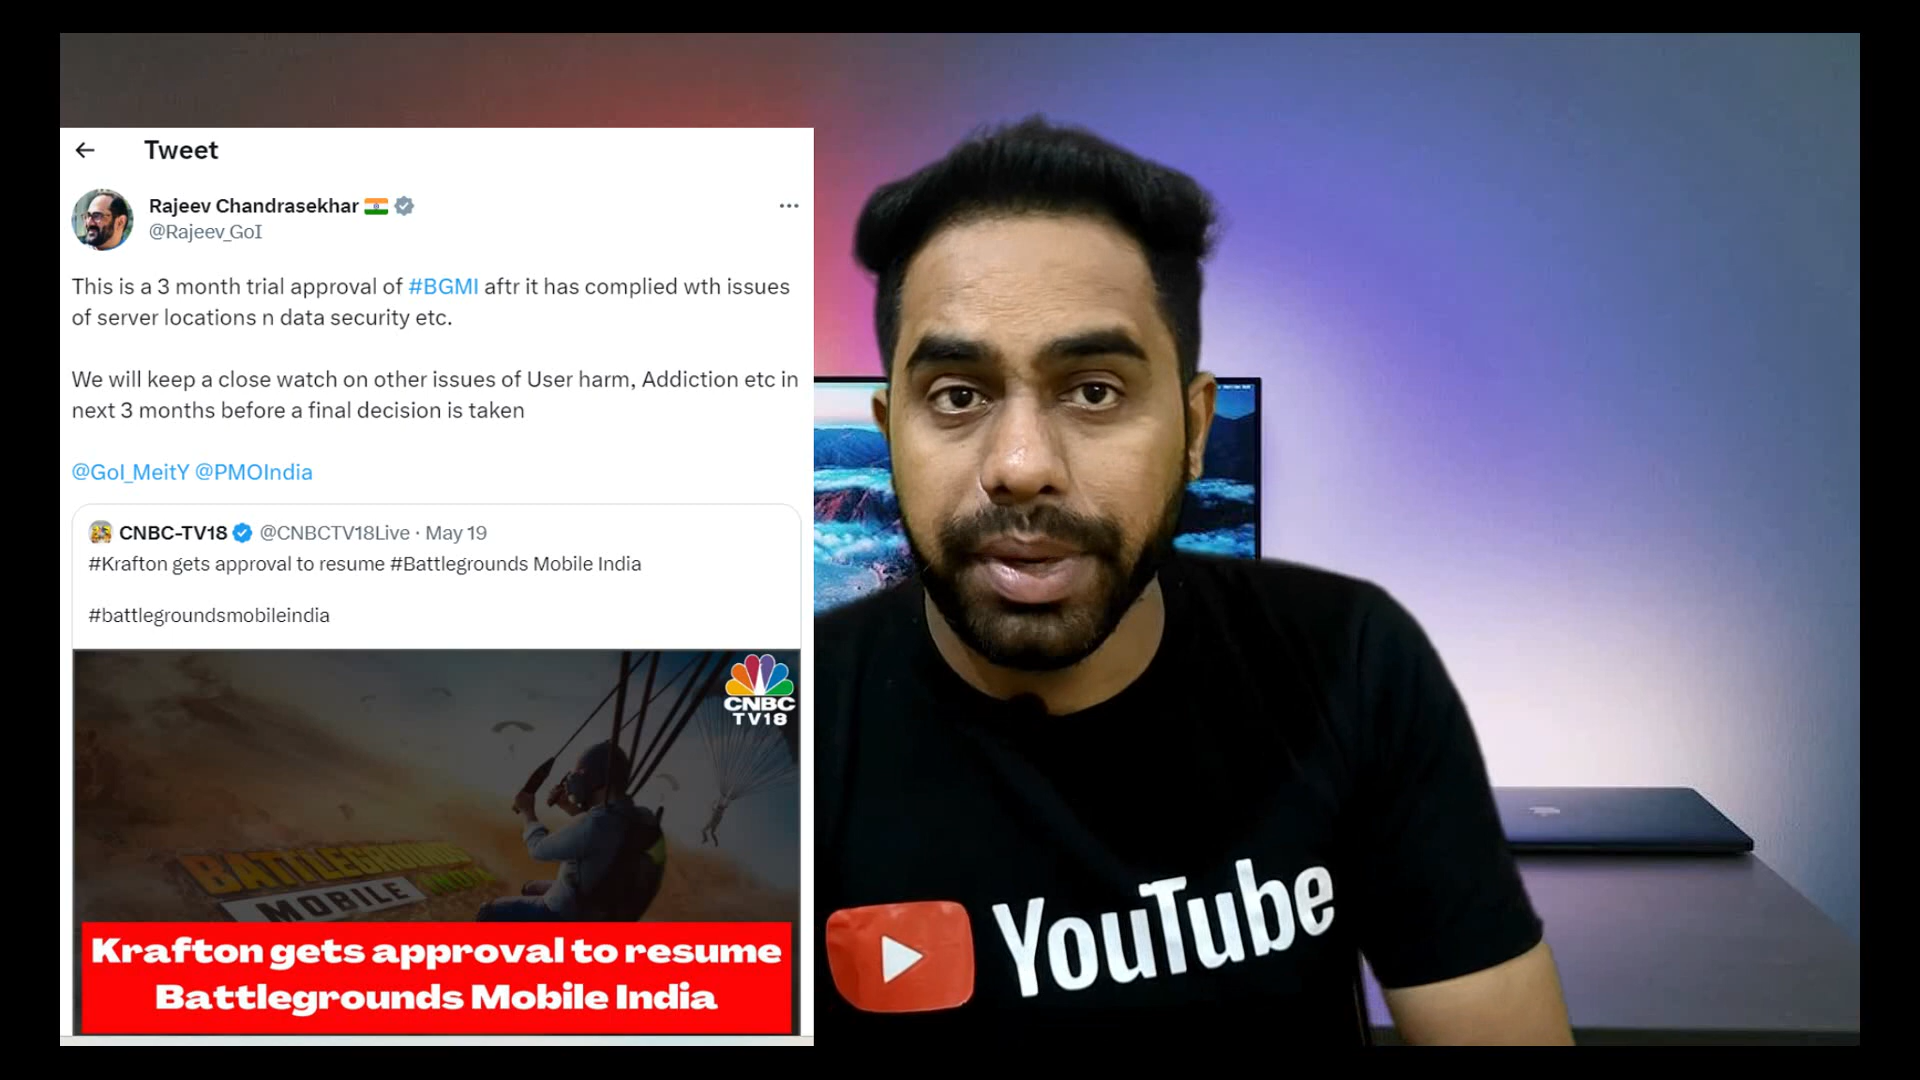 Tweet
Rajeev Chandrasekhar
@Rajeev_GoI
This is a 3 month trial approval of #BGMI aftr it has complied wth issues
of server locations n data security etc.
We will keep a close watch on other issues of User harm, Addiction etc in
next 3 months before a final decision is taken
@GoI_MeitY @PMOIndia
CNBC-TV18 @CNBCTV18Live · May 19
#Krafton gets approval to resume #Battlegrounds Mobile India
#battlegroundsmobileindia
CNBC
TV18
BATTLEGROUNDS
MOBILE INDIA
Krafton gets approval to resume
Battlegrounds Mobile India
YouTube